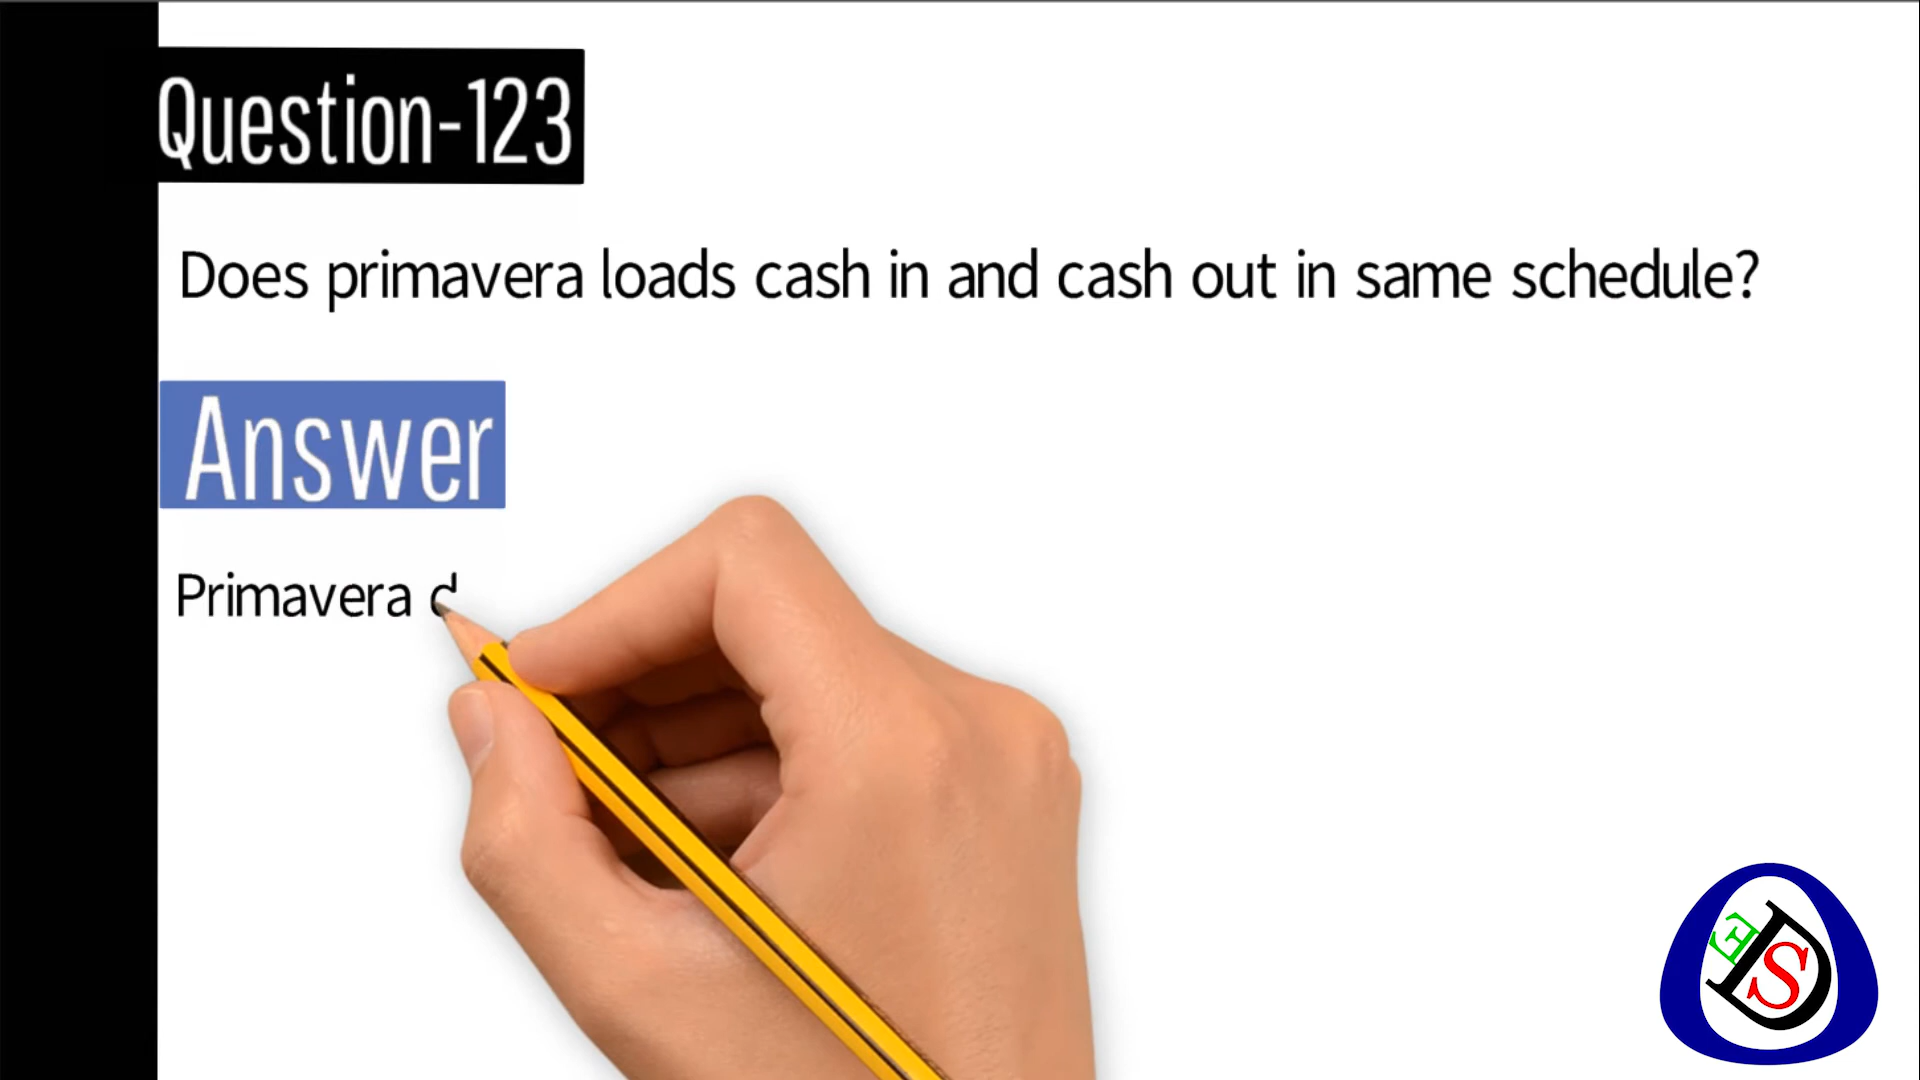 Question-123
Does primavera loads cash in and cash out in same schedule?
Answer
Primavera d
E
D
S